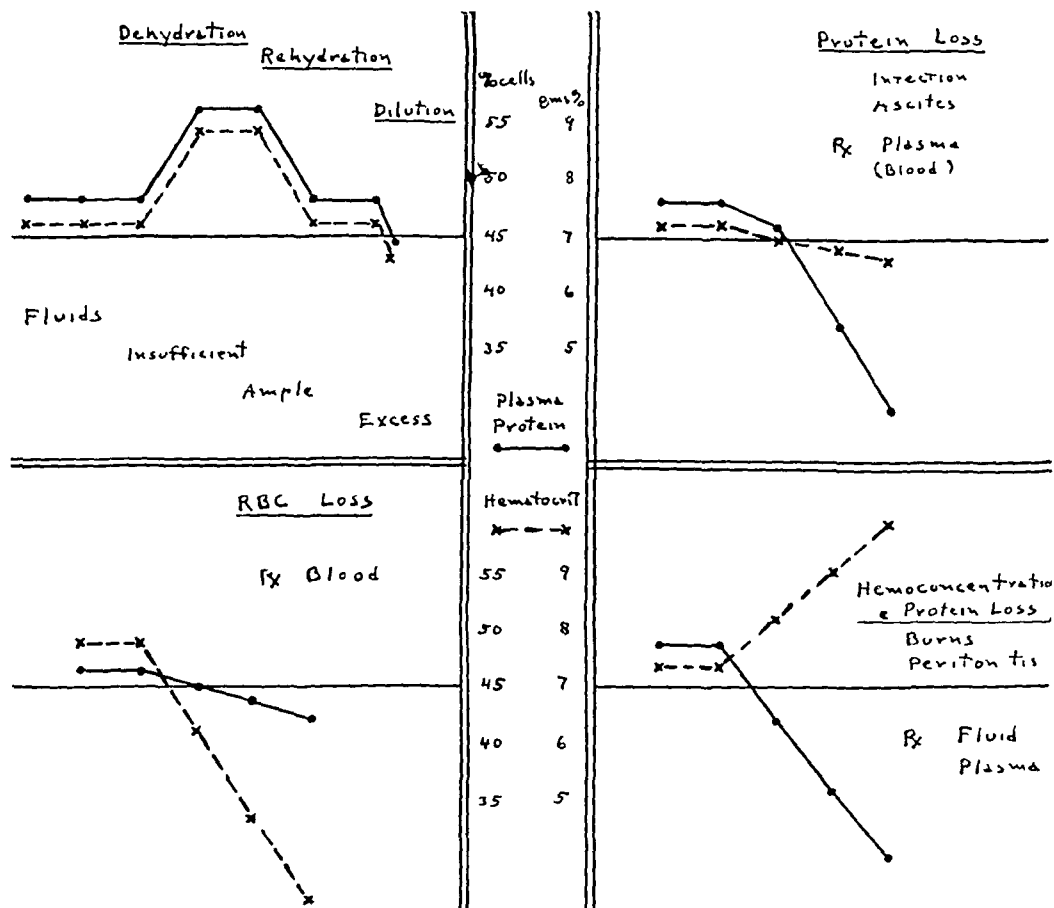 Dehydration
Rehydration
Dilution
Fluids
Insufficient
Ample
Excess
%cells
gms%
55 9
50 8
45 7
40 6
35 5
Plasma
Protein
Protein Loss
Infection
Ascites
Rx Plasma
(Blood)
RBC Loss
Rx Blood
Hematocrit
55 9
50 8
45 7
40 6
35 5
Hemoconcentratio
c Protein Loss
Burns
Peritontis
Rx Fluid
Plasma